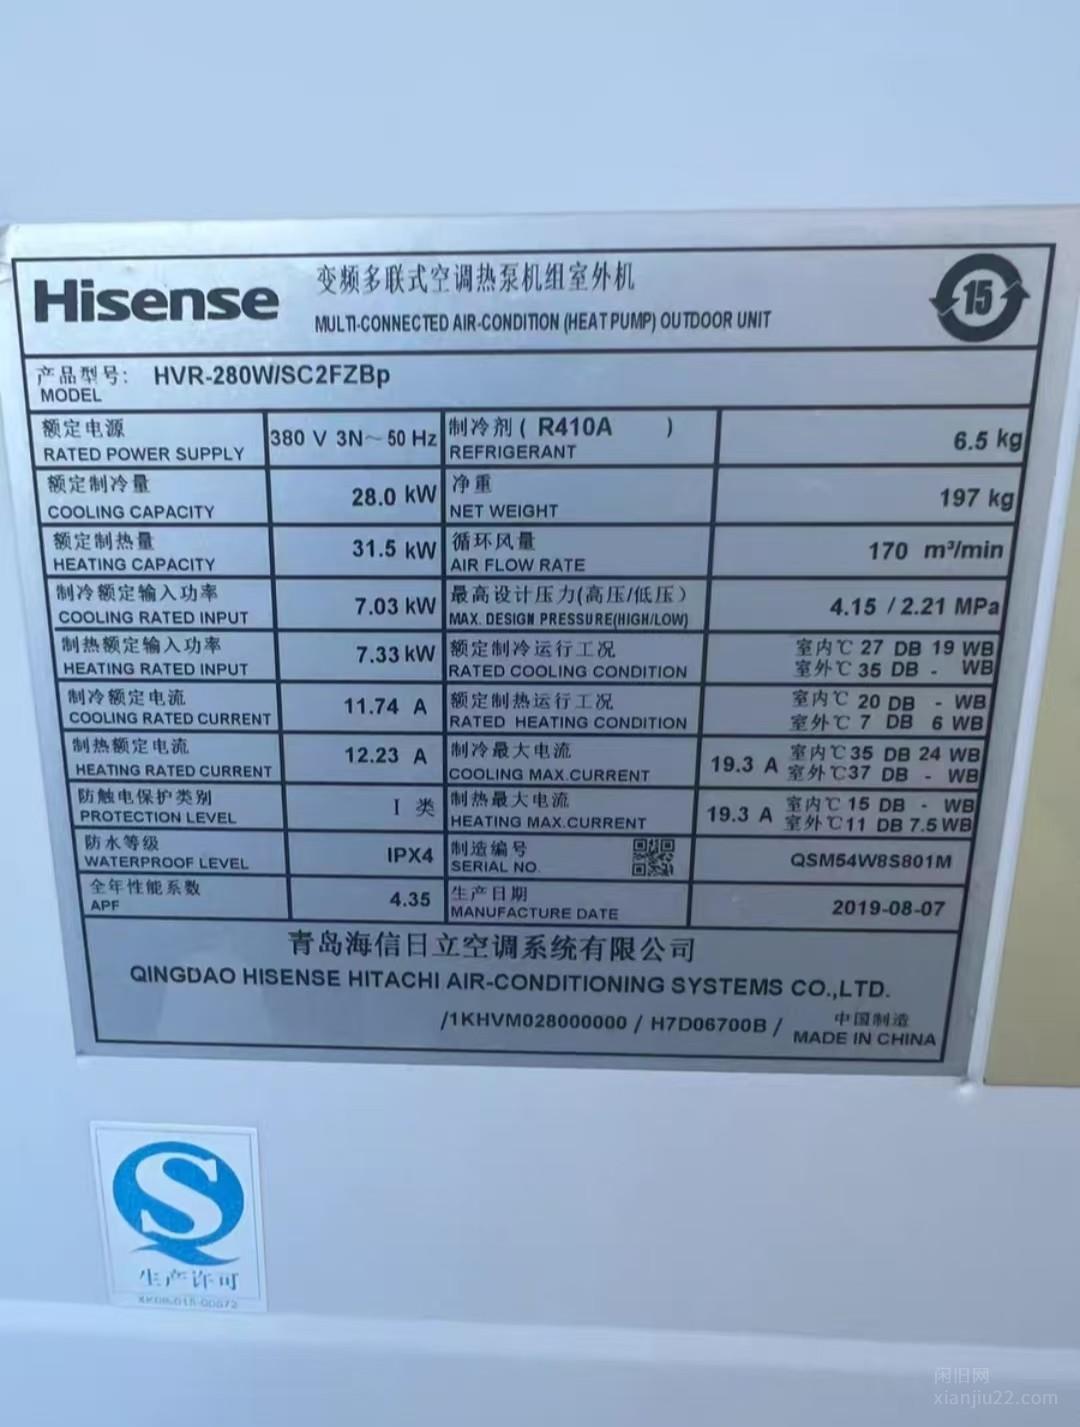 Hisense
变频多联式空调热泵机组室外机
MULTI-CONNECTED AIR-CONDITION (HEAT PUMP) OUTDOOR UNIT
15
产品型号: HVR-280W/SC2FZBp
MODEL
额定电源
RATED POWER SUPPLY
380 V 3N~50 Hz
制冷剂( R410A )
REFRIGERANT
6.5 kg
额定制冷量
COOLING CAPACITY
28.0 kW
净重
NET WEIGHT
197 kg
额定制热量
HEATING CAPACITY
31.5 kW
循环风量
AIR FLOW RATE
170 m³/min
制冷额定输入功率
COOLING RATED INPUT
7.03 kW
最高设计压力(高压/低压)
MAX. DESIGN PRESSURE(HIGH/LOW)
4.15 / 2.21 MPa
制热额定输入功率
HEATING RATED INPUT
7.33 kW
额定制冷运行工况
RATED COOLING CONDITION
室内℃ 27 DB 19 WB
室外℃ 35 DB - WB
制冷额定电流
COOLING RATED CURRENT
11.74 A
额定制热运行工况
RATED HEATING CONDITION
室内℃ 20 DB - WB
室外℃ 7 DB 6 WB
制热额定电流
HEATING RATED CURRENT
12.23 A
制冷最大电流
COOLING MAX.CURRENT
19.3 A
室内℃35 DB 24 WB
室外℃37 DB - WB
防触电保护类别
PROTECTION LEVEL
I 类
制热最大电流
HEATING MAX.CURRENT
19.3 A
室内℃ 15 DB - WB
室外℃11 DB 7.5 WB
防水等级
WATERPROOF LEVEL
IPX4
制造编号
SERIAL NO.
QSM54W8S801M
全年性能系数
APF
4.35
生产日期
MANUFACTURE DATE
2019-08-07
青岛海信日立空调系统有限公司
QINGDAO HISENSE HITACHI AIR-CONDITIONING SYSTEMS CO.,LTD.
/1KHVM028000000 / H7D06700B /
中国制造
MADE IN CHINA
生产许可
闲旧网
xianjiu22.com